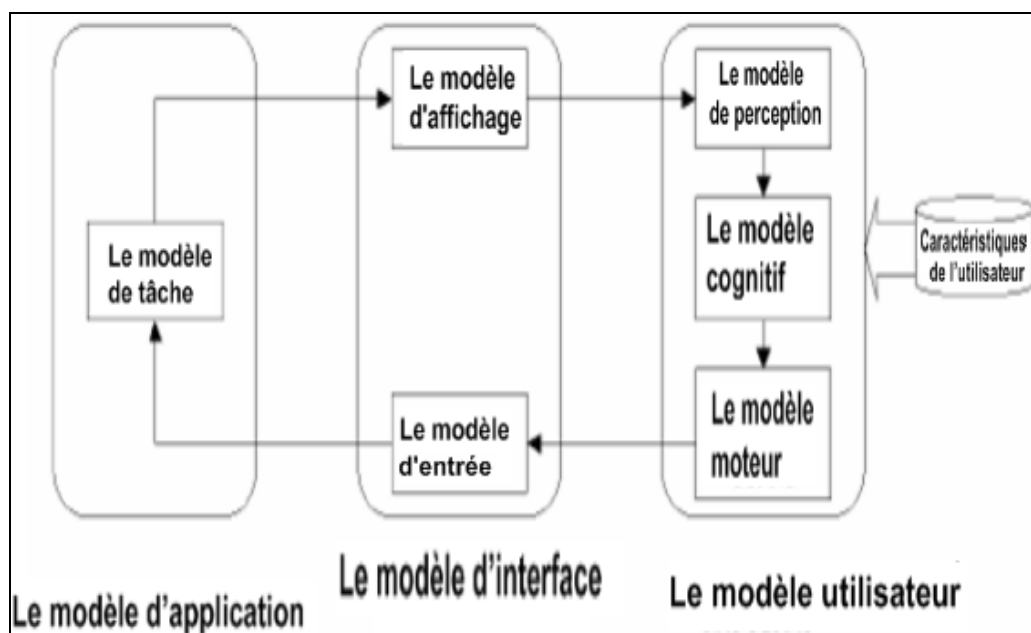 Le modèle
d'affichage
Le modèle
de perception
Le modèle
de tâche
Le modèle
cognitif
Caractéristiques
de l'utilisateur
Le modèle
d'entrée
Le modèle
moteur
Le modèle d'application
Le modèle d'interface
Le modèle utilisateur